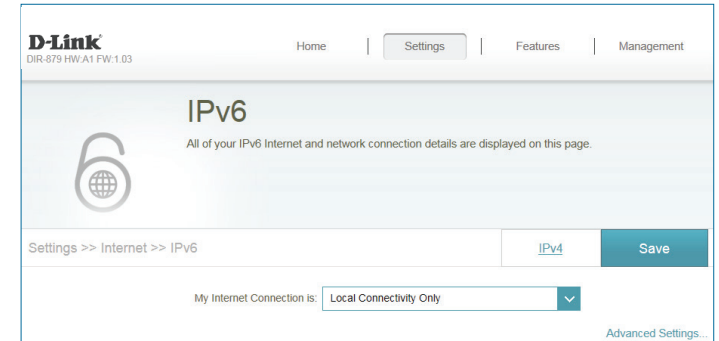 D-Link
DIR-879 HW:A1 FW:1.03
Home Settings Features Management
IPv6
All of your IPv6 Internet and network connection details are displayed on this page.
Settings >> Internet >> IPv6
IPv4
Save
My Internet Connection is: Local Connectivity Only
Advanced Settings...